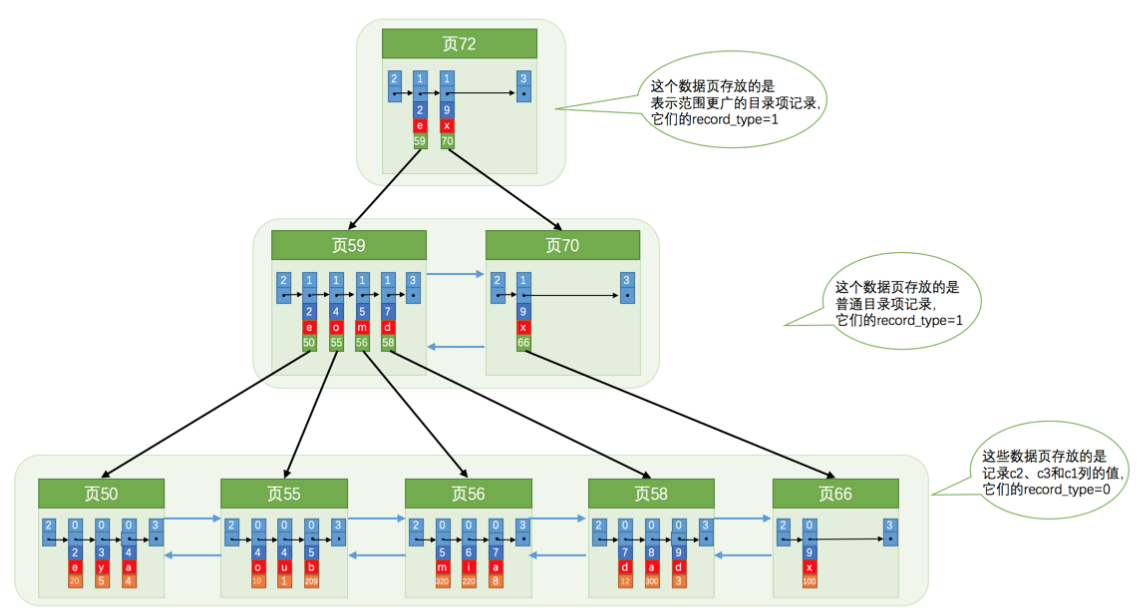 页72
2 1 1 3
2 9
e x
59 70
这个数据页存放的是
表示范围更广的目录项记录,
它们的record_type=1
页59
2 1 1 1 1 3
2 4 5 7
e o m d
50 55 56 58
页70
2 1 3
9
x
66
这个数据页存放的是
普通目录项记录,
它们的record_type=1
这些数据页存放的是
记录c2、c3和c1列的值,
它们的record_type=0
页50
2 0 0 0 3
2 3 4
e y a
20 5 4
页55
2 0 0 0 3
4 4 5
o u b
10 1 209
页56
2 0 0 0 3
5 6 7
m i a
320 220 8
页58
2 0 0 0 3
7 8 9
d a d
12 300 3
页66
2 0 3
9
x
100